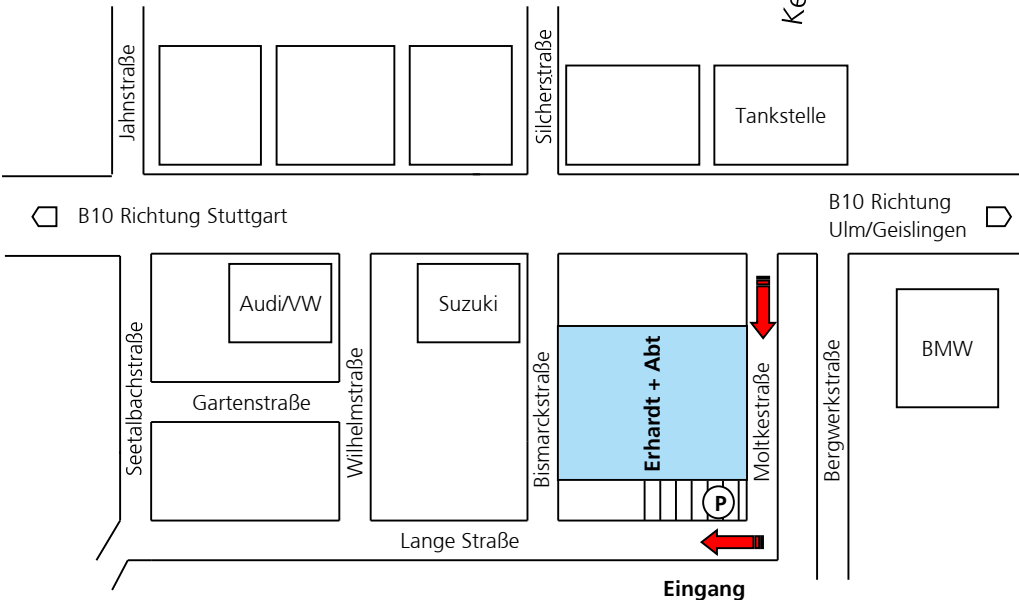 Ke
Jahnstraße
Silcherstraße
Tankstelle
B10 Richtung Stuttgart
B10 Richtung
Ulm/Geislingen
Audi/VW
Suzuki
BMW
Seetalbachstraße
Gartenstraße
Wilhelmstraße
Bismarckstraße
Erhardt + Abt
Moltkestraße
Bergwerkstraße
P
Lange Straße
Eingang